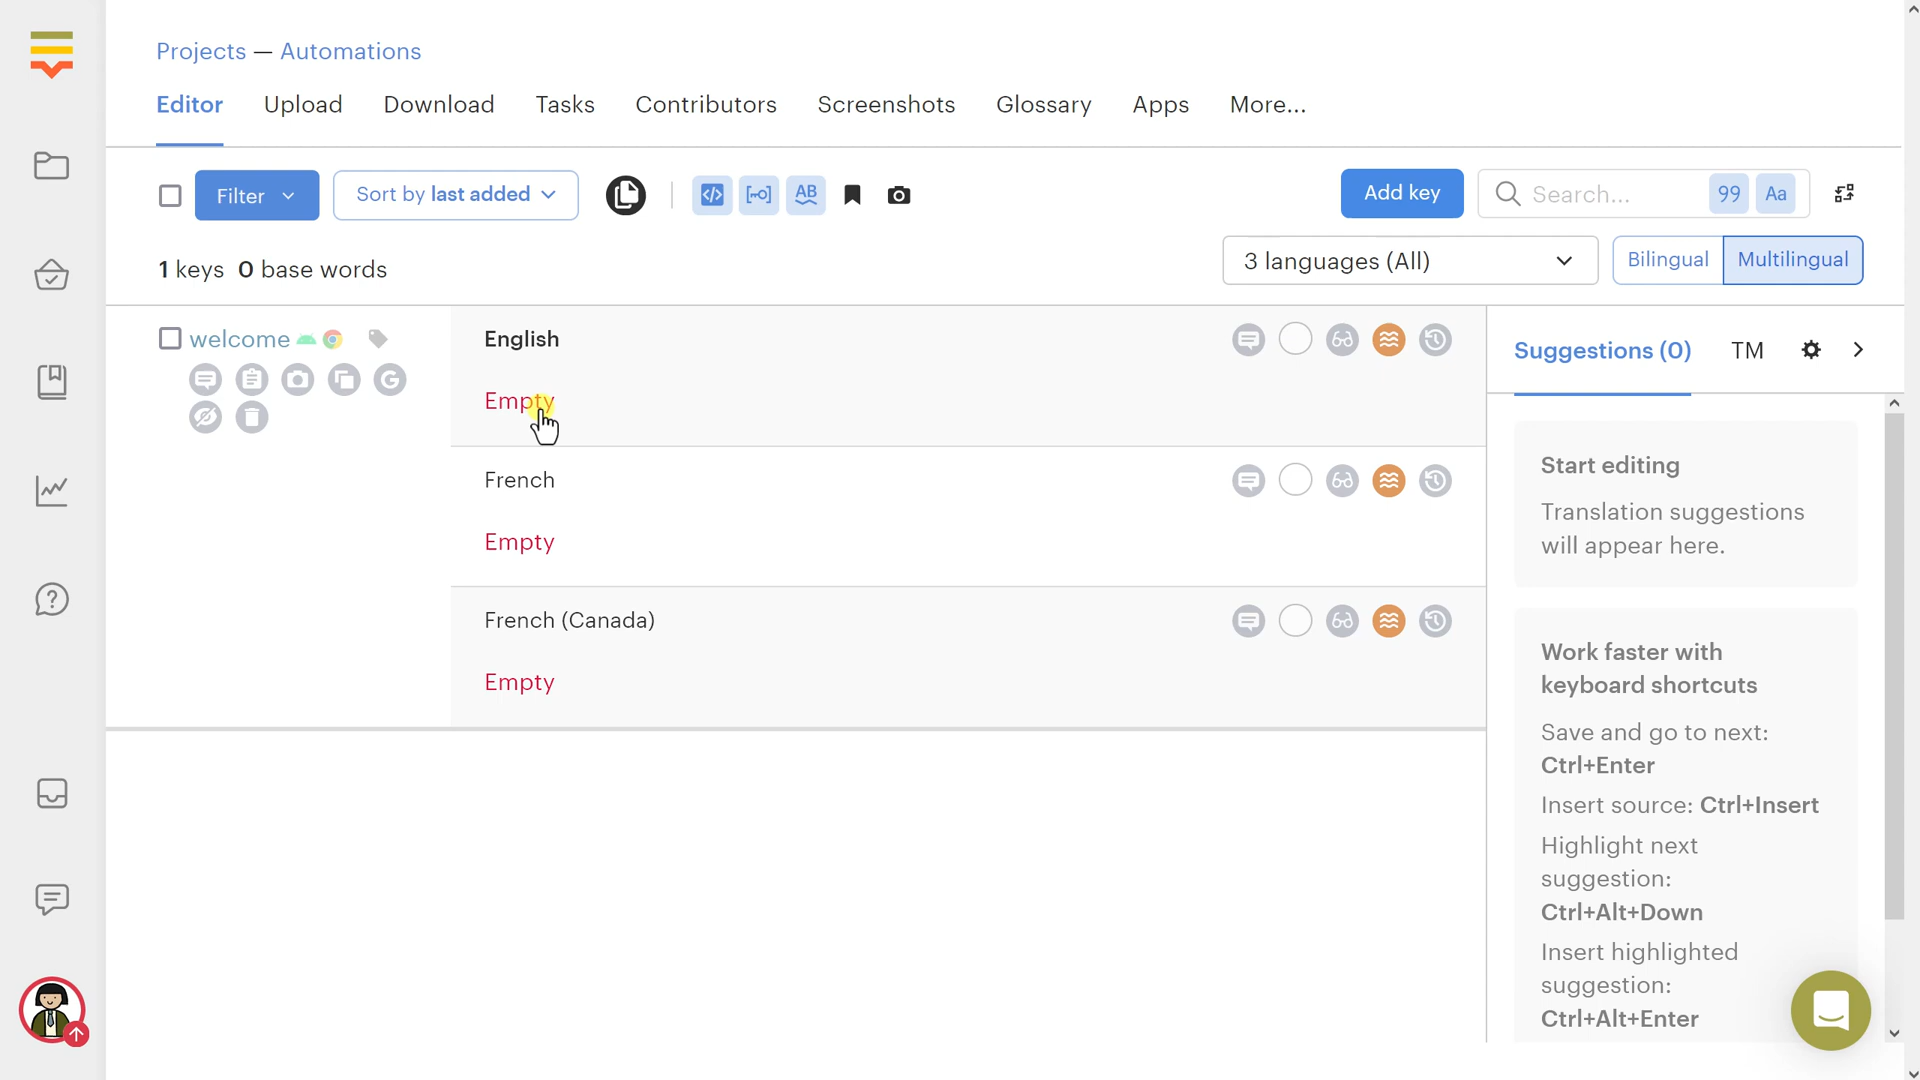 Projects — Automations
Editor Upload Download Tasks Contributors Screenshots Glossary Apps More...
Filter Sort by last added AB Add key Search... 99 Aa
1 keys 0 base words 3 languages (All) Bilingual Multilingual
welcome English
Empty
French
Empty
French (Canada)
Empty
Suggestions (0) TM
Start editing
Translation suggestions
will appear here.
Work faster with
keyboard shortcuts
Save and go to next:
Ctrl+Enter
Insert source: Ctrl+Insert
Highlight next
suggestion:
Ctrl+Alt+Down
Insert highlighted
suggestion:
Ctrl+Alt+Enter